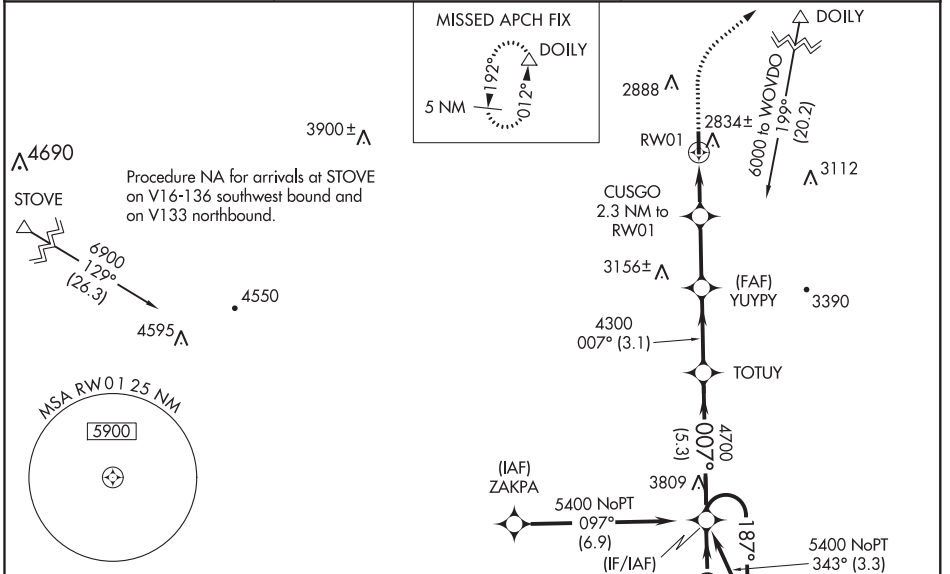 MISSED APCH FIX
DOILY
192°
012°
5 NM
DOILY
6000 to WOVDO
199°
(20.2)
2888
2834±
RW01
3112
3900±
4690
STOVE
Procedure NA for arrivals at STOVE
on V16-136 southwest bound and
on V133 northbound.
6900
129°
(26.3)
4550
4595
CUSGO
2.3 NM to
RW01
3156±
(FAF)
YUYPY
3390
4300
007° (3.1)
TOTUY
4700
007°
(5.3)
MSA RW01 25 NM
5900
(IAF)
ZAKPA
5400 NoPT
097°
(6.9)
3809
(IF/IAF)
187°
5400 NoPT
343° (3.3)